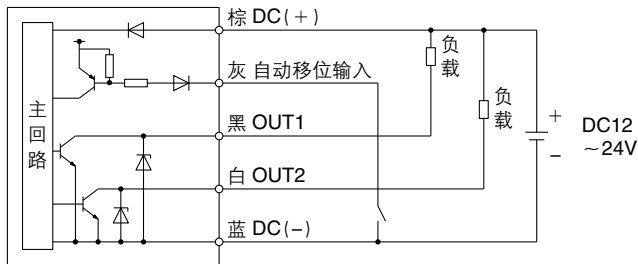 棕 DC(+)
负载
灰 自动移位输入
负载
主回路
黑 OUT1
+
DC12
～24V
−
白 OUT2
蓝 DC(−)